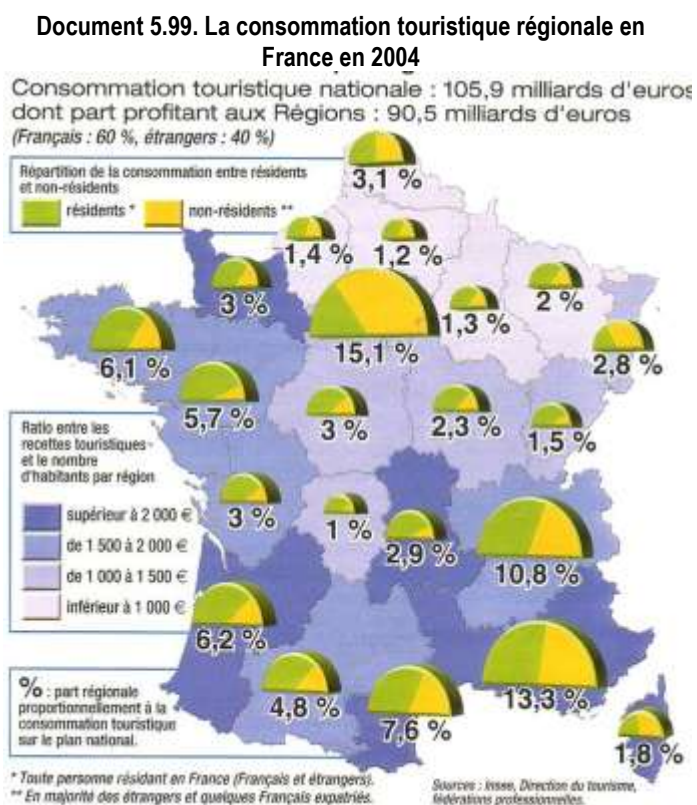 Document 5.99. La consommation touristique régionale en
France en 2004
Consommation touristique nationale : 105,9 milliards d'euros
dont part profitant aux Régions : 90,5 milliards d'euros
(Français : 60 %, étrangers : 40 %)
Répartition de la consommation entre résidents
et non-résidents
résidents * non-résidents **
3,1 %
1,4 %
1,2 %
3 %
15,1 %
1,3 %
2 %
2,8 %
6,1 %
5,7 %
3 %
2,3 %
1,5 %
Ratio entre les
recettes touristiques
et le nombre
d'habitants par région
supérieur à 2 000 €
de 1 500 à 2 000 €
de 1 000 à 1 500 €
inférieur à 1 000 €
3 %
1 %
2,9 %
10,8 %
6,2 %
4,8 %
7,6 %
13,3 %
1,8 %
% : part régionale
proportionnellement à la
consommation touristique
sur le plan national.
* Toute personne résidant en France (Français et étrangers).
** En majorité des étrangers et quelques Français expatriés.
Sources : Insee, Direction du tourisme,
fédérations professionnelles.